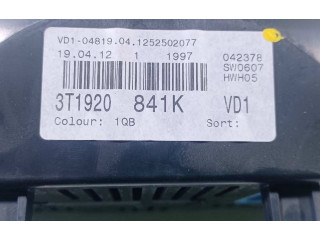 VD1-04819.04.1252502077
19.04.12 1 1997 042378
SW0607
HWH05
3T1920 841K VD1
Colour: 1QB Sort: